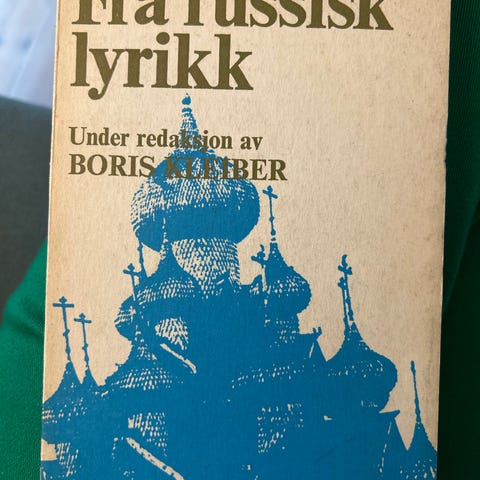 Fra russisk
lyrikk
Under redaksjon av
BORIS KLEIBER